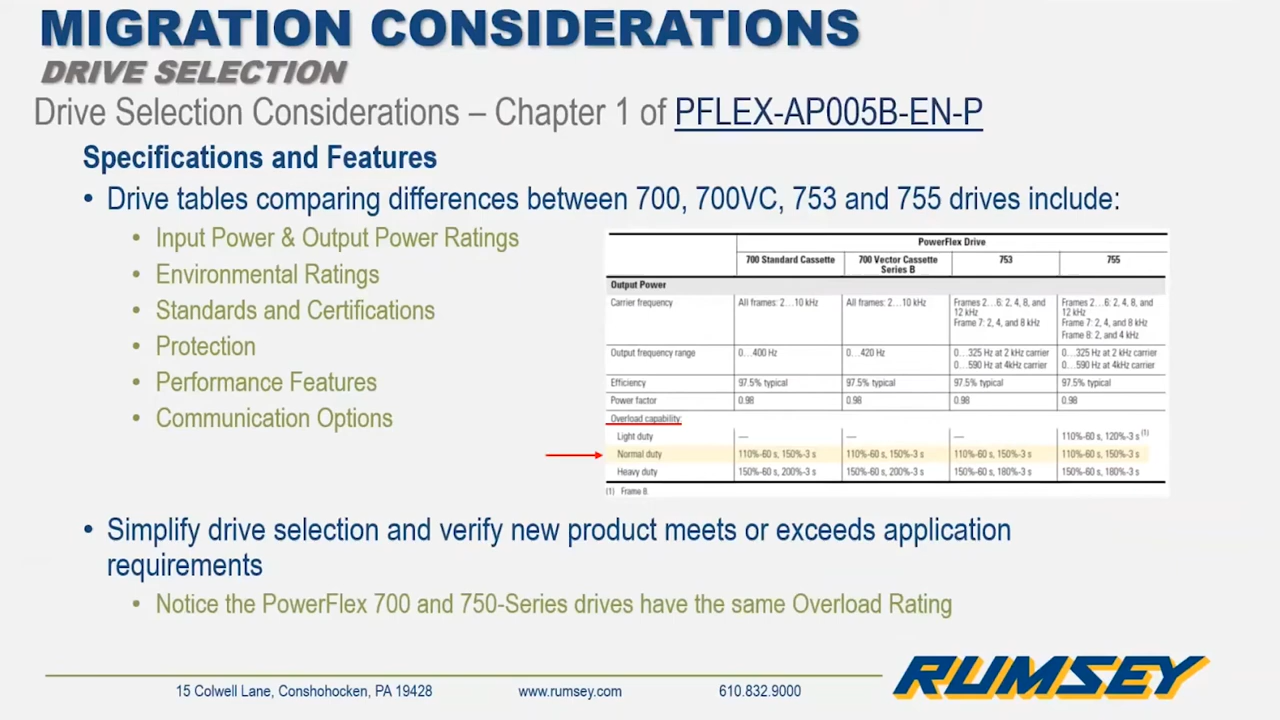 MIGRATION CONSIDERATIONS
DRIVE SELECTION
Drive Selection Considerations – Chapter 1 of PFLEX-AP005B-EN-P
Specifications and Features
• Drive tables comparing differences between 700, 700VC, 753 and 755 drives include:
• Input Power & Output Power Ratings
• Environmental Ratings
• Standards and Certifications
• Protection
• Performance Features
• Communication Options
PowerFlex Drive
700 Standard Cassette 700 Vector Cassette Series B 753 755
Output Power
Carrier frequency All frames: 2…10 kHz All frames: 2…10 kHz Frames 2…6: 2, 4, 8, and 12 kHz Frame 7: 2, 4, and 8 kHz Frames 2…6: 2, 4, 8, and 12 kHz Frame 7: 2, 4, and 8 kHz Frame 8: 2, and 4 kHz
Output frequency range 0…400 Hz 0…420 Hz 0…325 Hz at 2 kHz carrier 0…590 Hz at 4kHz carrier 0…325 Hz at 2 kHz carrier 0…590 Hz at 4kHz carrier
Efficiency 97.5% typical 97.5% typical 97.5% typical 97.5% typical
Power factor 0.98 0.98 0.98 0.98
Overload capability:
Light duty — — — 110%-60 s, 120%-3 s (1)
Normal duty 110%-60 s, 150%-3 s 110%-60 s, 150%-3 s 110%-60 s, 150%-3 s 110%-60 s, 150%-3 s
Heavy duty 150%-60 s, 200%-3 s 150%-60 s, 200%-3 s 150%-60 s, 180%-3 s 150%-60 s, 180%-3 s
(1) Frame 8.
• Simplify drive selection and verify new product meets or exceeds application
requirements
• Notice the PowerFlex 700 and 750-Series drives have the same Overload Rating
15 Colwell Lane, Conshohocken, PA 19428 www.rumsey.com 610.832.9000
RUMSEY